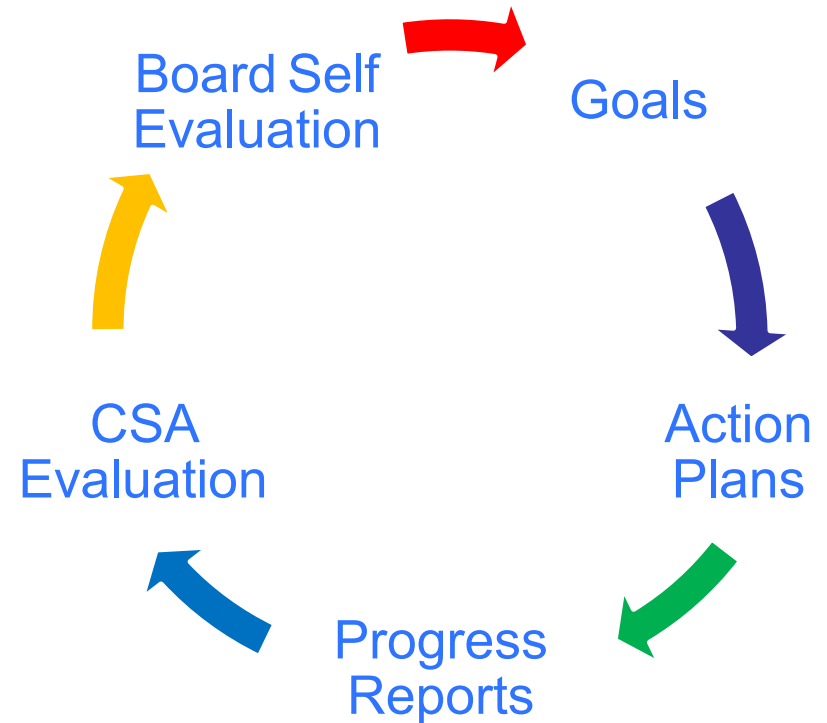 Board Self
Evaluation
Goals
Action
Plans
Progress
Reports
CSA
Evaluation